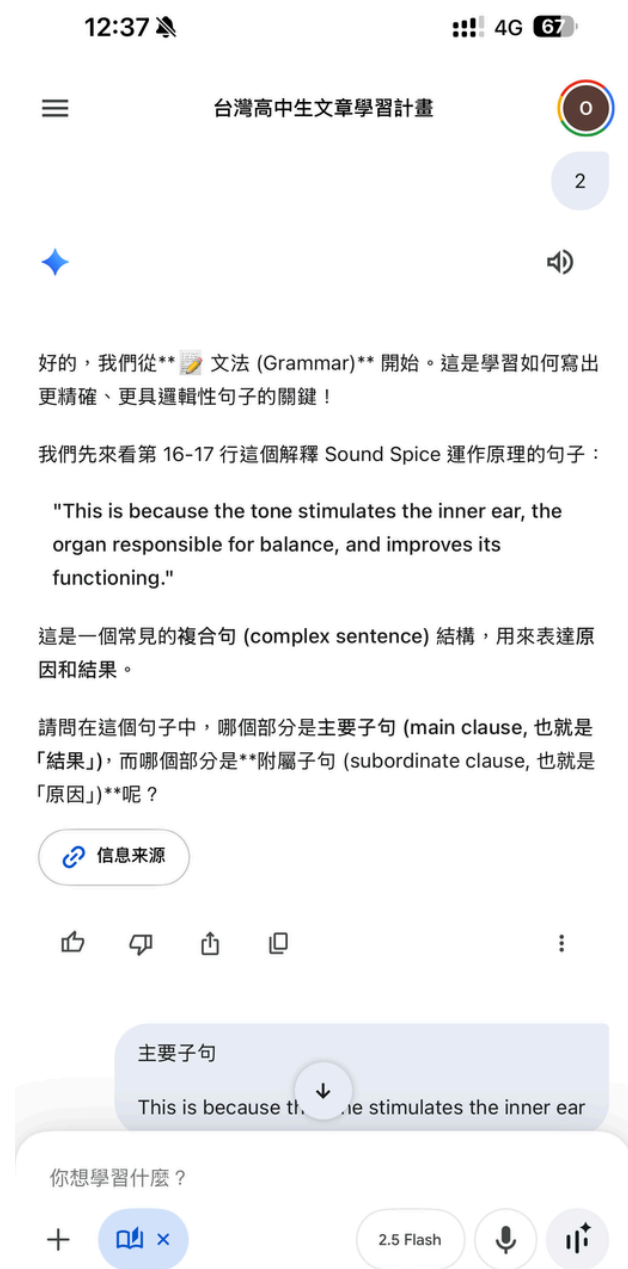 12:37
4G 67
台灣高中生文章學習計畫
O
2
好的，我們從** 📝 文法 (Grammar)** 開始。這是學習如何寫出
更精確、更具邏輯性句子的關鍵！
我們先來看第 16-17 行這個解釋 Sound Spice 運作原理的句子：
"This is because the tone stimulates the inner ear, the
organ responsible for balance, and improves its
functioning."
這是一個常見的複合句 (complex sentence) 結構，用來表達原
因和結果。
請問在這個句子中，哪個部分是主要子句 (main clause, 也就是
「結果」)，而哪個部分是**附屬子句 (subordinate clause, 也就是
「原因」)**呢？
信息来源
主要子句
This is because stimulates the inner ear
你想學習什麼？
2.5 Flash